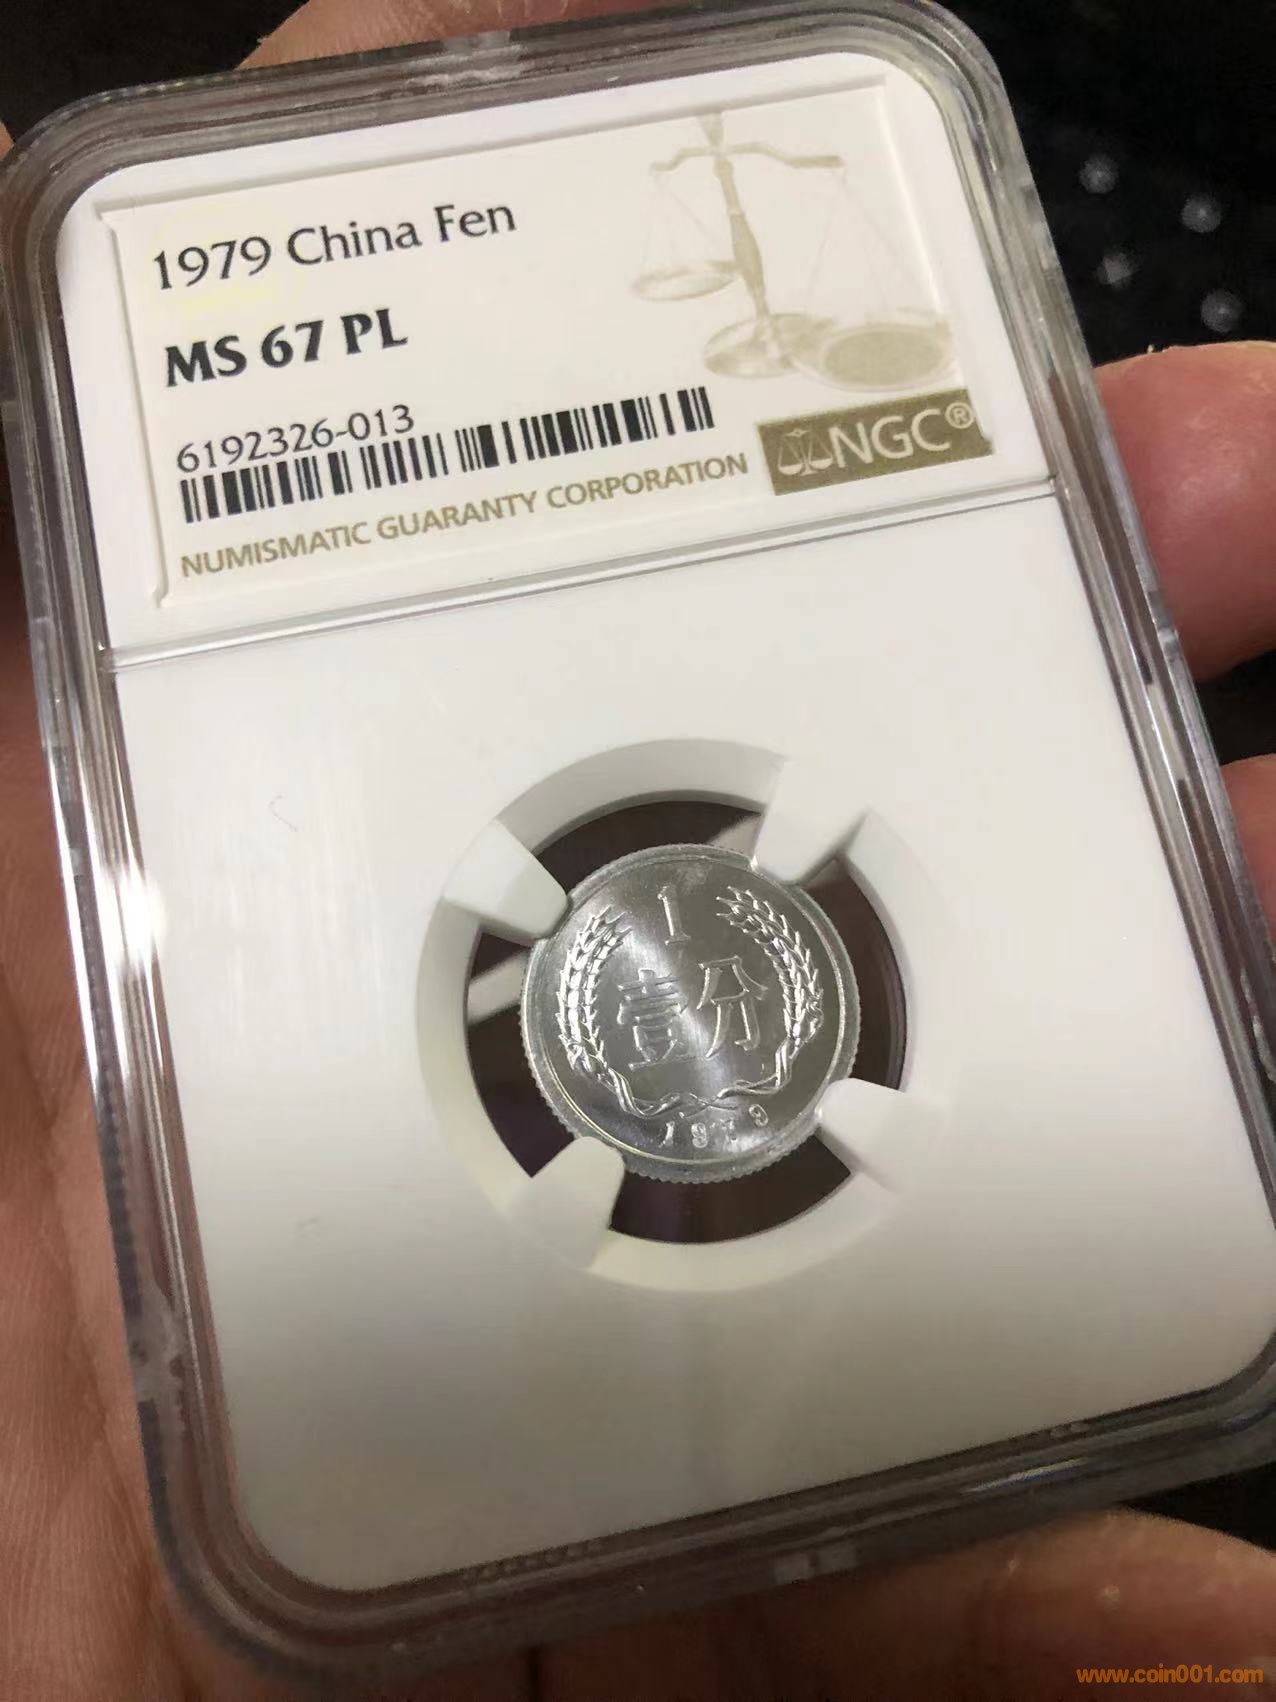 1979 China Fen
MS 67 PL
6192326-013
NUMISMATIC GUARANTY CORPORATION
NGC®
1
壹分
1979
www.coin001.com